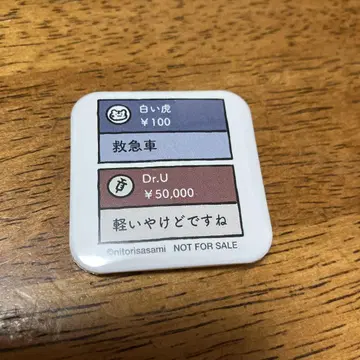 白い虎
¥100
救急車
Dr.U
¥50,000
軽いやけどですね
©nitorisasami NOT FOR SALE